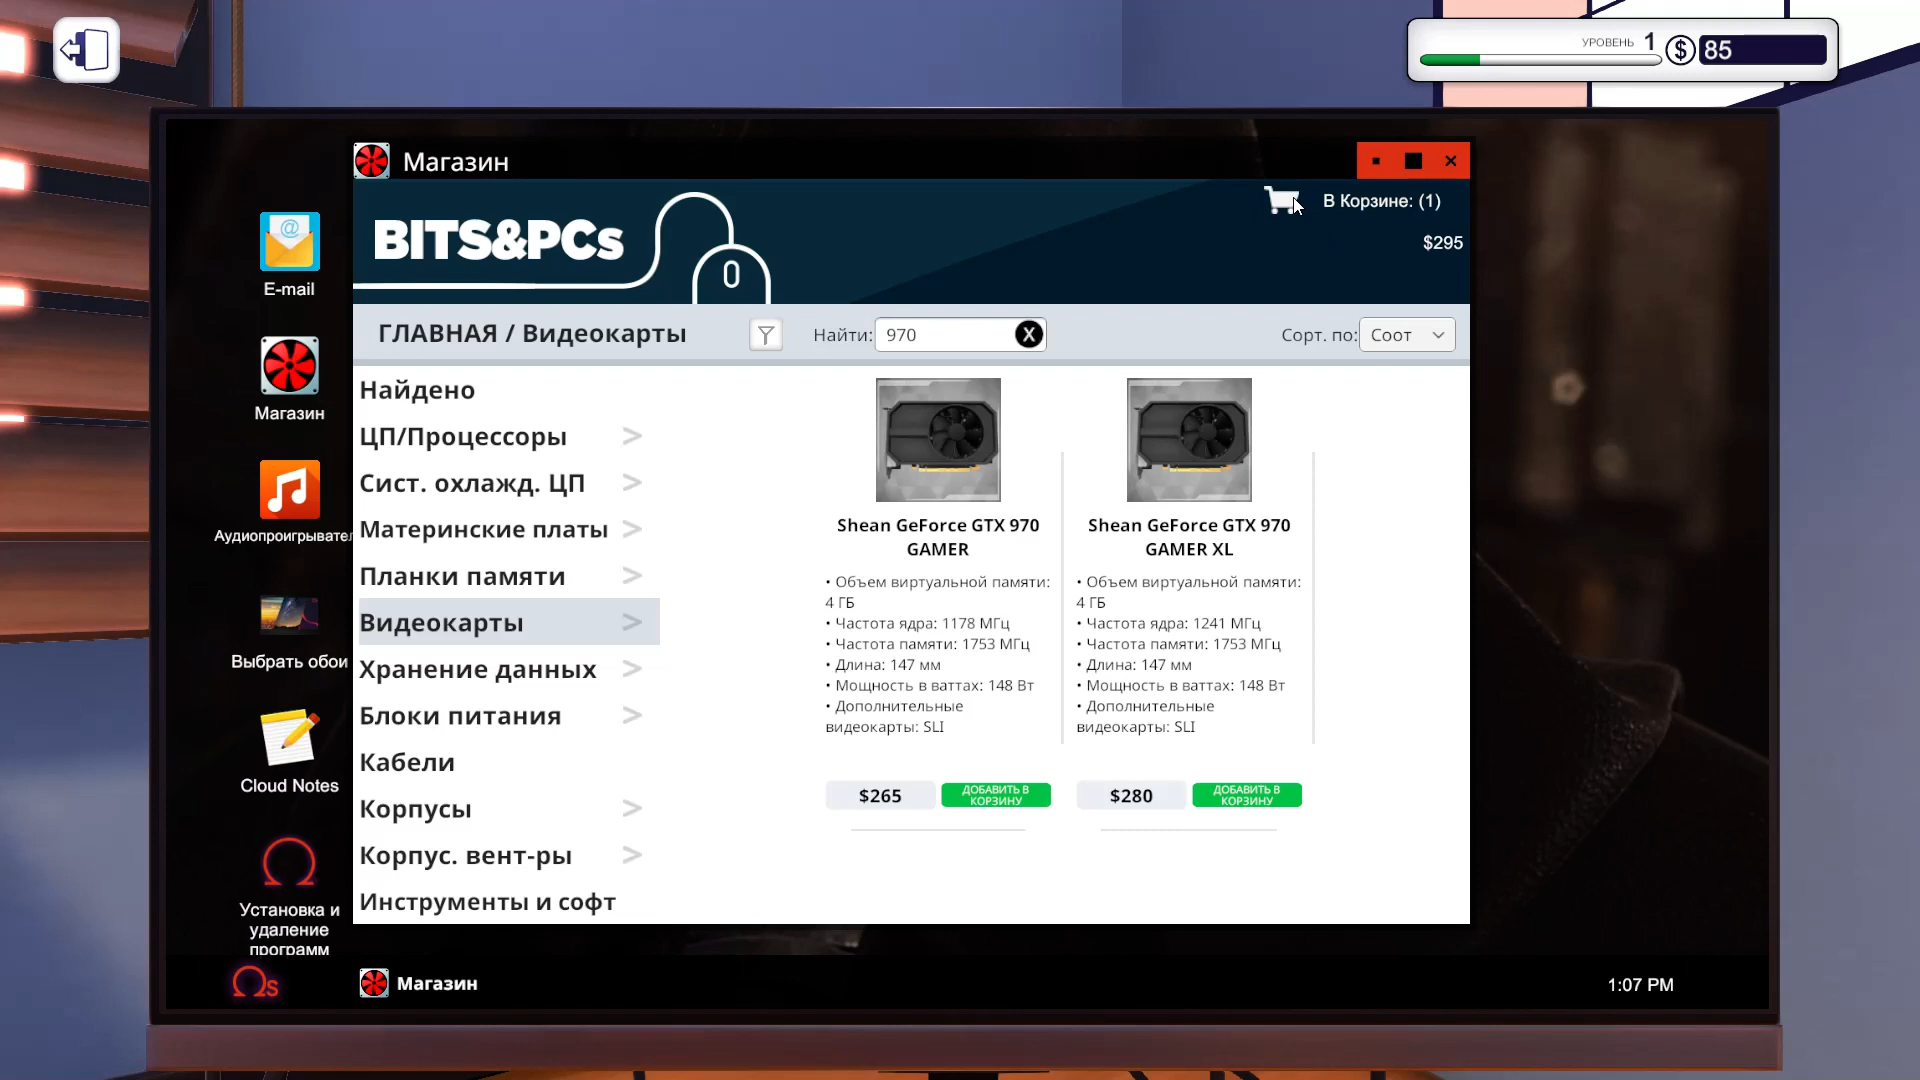 УРОВЕНЬ 1
85
Магазин
В Корзине: (1)
$295
BITS&PCs
ГЛАВНАЯ / Видеокарты
Найти: 970
X
Сорт. по: Соот
E-mail
Магазин
Аудиопроигрывател
Выбрать обои
Cloud Notes
Установка и
удаление
программ
Найдено
ЦП/Процессоры >
Сист. охлажд. ЦП >
Материнские платы >
Планки памяти >
Видеокарты >
Хранение данных >
Блоки питания >
Кабели
Корпусы >
Корпус. вент-ры >
Инструменты и софт
Shean GeForce GTX 970
GAMER
• Объем виртуальной памяти:
4 ГБ
• Частота ядра: 1178 МГц
• Частота памяти: 1753 МГц
• Длина: 147 мм
• Мощность в ваттах: 148 Вт
• Дополнительные
видеокарты: SLI
$265
ДОБАВИТЬ В
КОРЗИНУ
Shean GeForce GTX 970
GAMER XL
• Объем виртуальной памяти:
4 ГБ
• Частота ядра: 1241 МГц
• Частота памяти: 1753 МГц
• Длина: 147 мм
• Мощность в ваттах: 148 Вт
• Дополнительные
видеокарты: SLI
$280
ДОБАВИТЬ В
КОРЗИНУ
Ωs
Магазин
1:07 PM